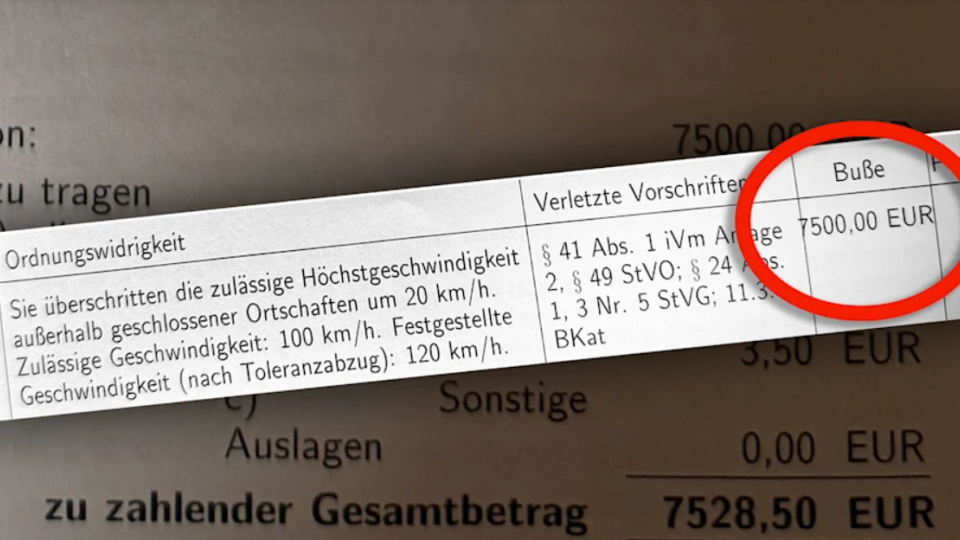 on:
7500,00
zu tragen
Ordnungswidrigkeit
Sie überschritten die zulässige Höchstgeschwindigkeit
außerhalb geschlossener Ortschaften um 20 km/h.
Zulässige Geschwindigkeit: 100 km/h. Festgestellte
Geschwindigkeit (nach Toleranzabzug): 120 km/h.
Verletzte Vorschriften
§ 41 Abs. 1 iVm Anlage
2, § 49 StVO; § 24 Abs.
1, 3 Nr. 5 StVG; 11.3.
BKat
Buße
7500,00 EUR
3,50 EUR
c) Sonstige
Auslagen
0,00 EUR
zu zahlender Gesamtbetrag 7528,50 EUR